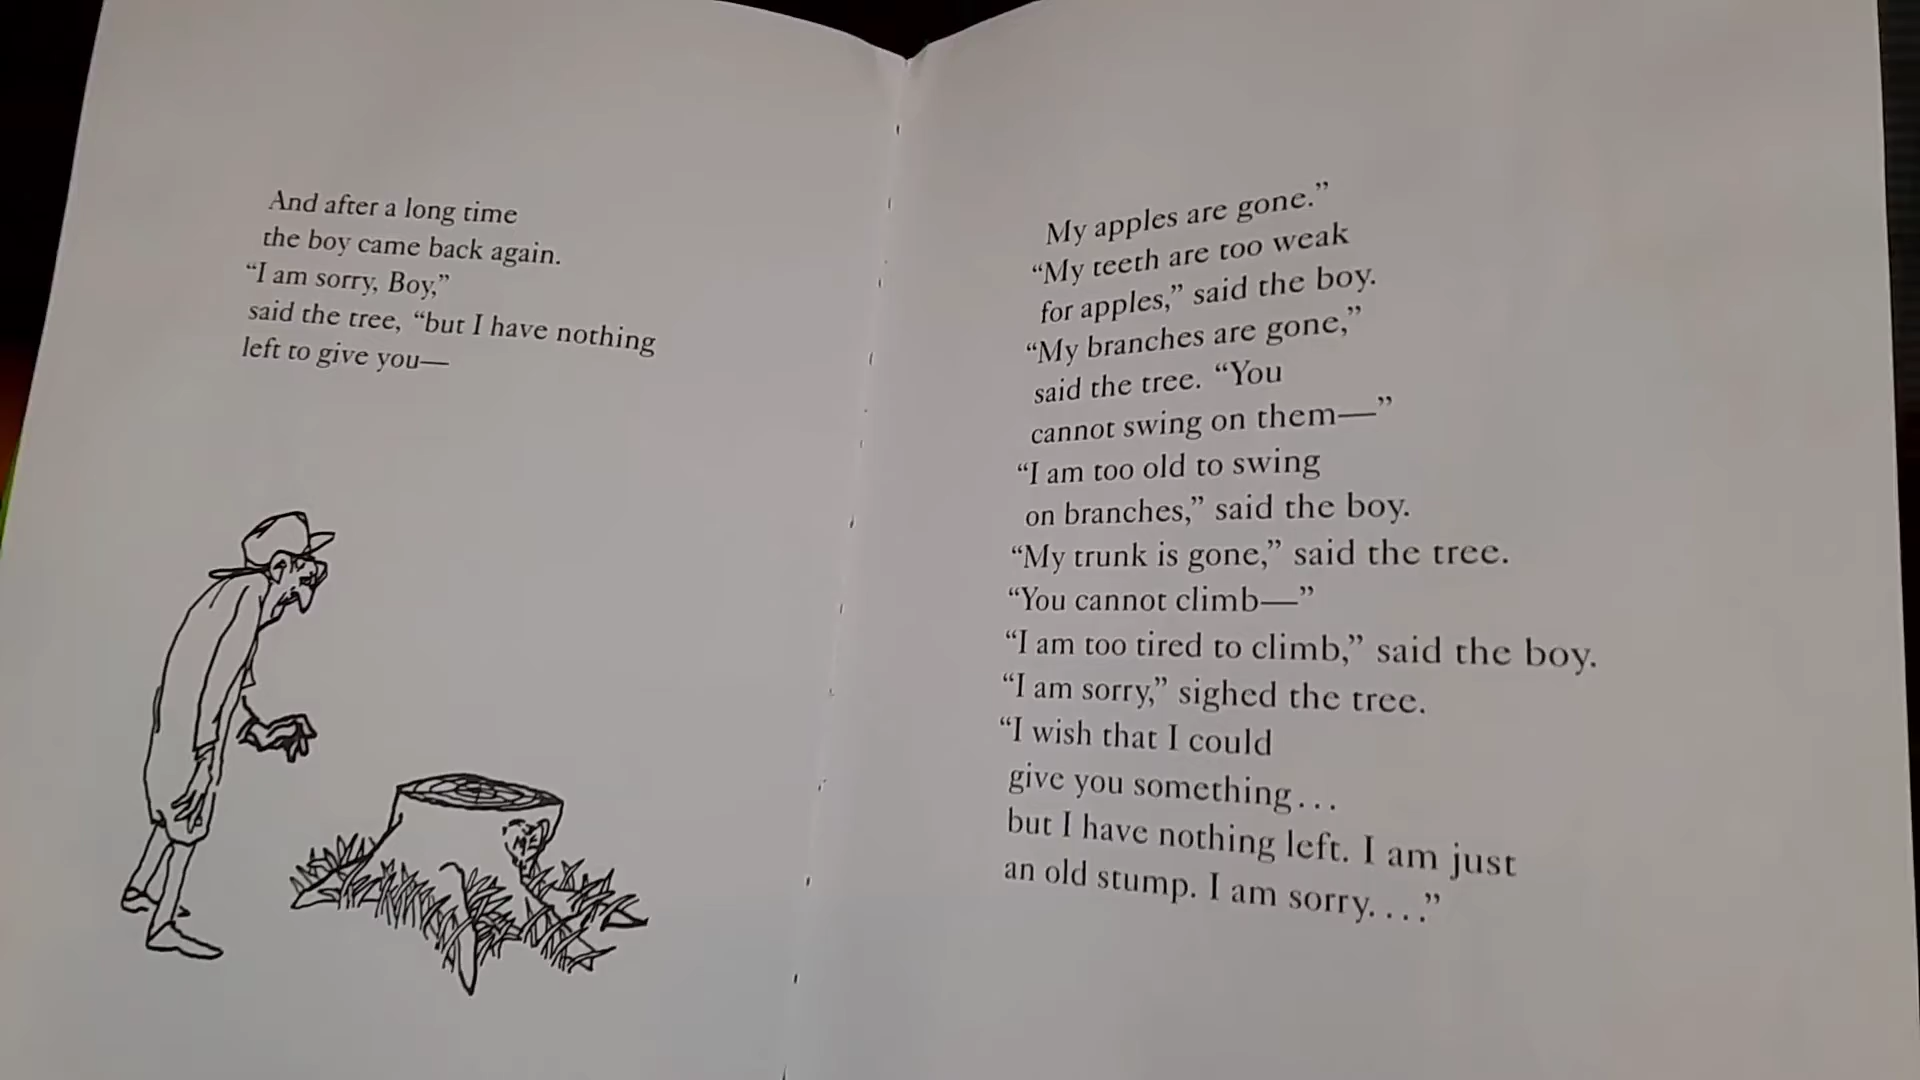 And after a long time
the boy came back again.
“I am sorry, Boy,”
said the tree, “but I have nothing
left to give you—
My apples are gone.”
“My teeth are too weak
for apples,” said the boy.
“My branches are gone,”
said the tree. “You
cannot swing on them—”
“I am too old to swing
on branches,” said the boy.
“My trunk is gone,” said the tree.
“You cannot climb—”
“I am too tired to climb,” said the boy.
“I am sorry,” sighed the tree.
“I wish that I could
give you something...
but I have nothing left. I am just
an old stump. I am sorry....”